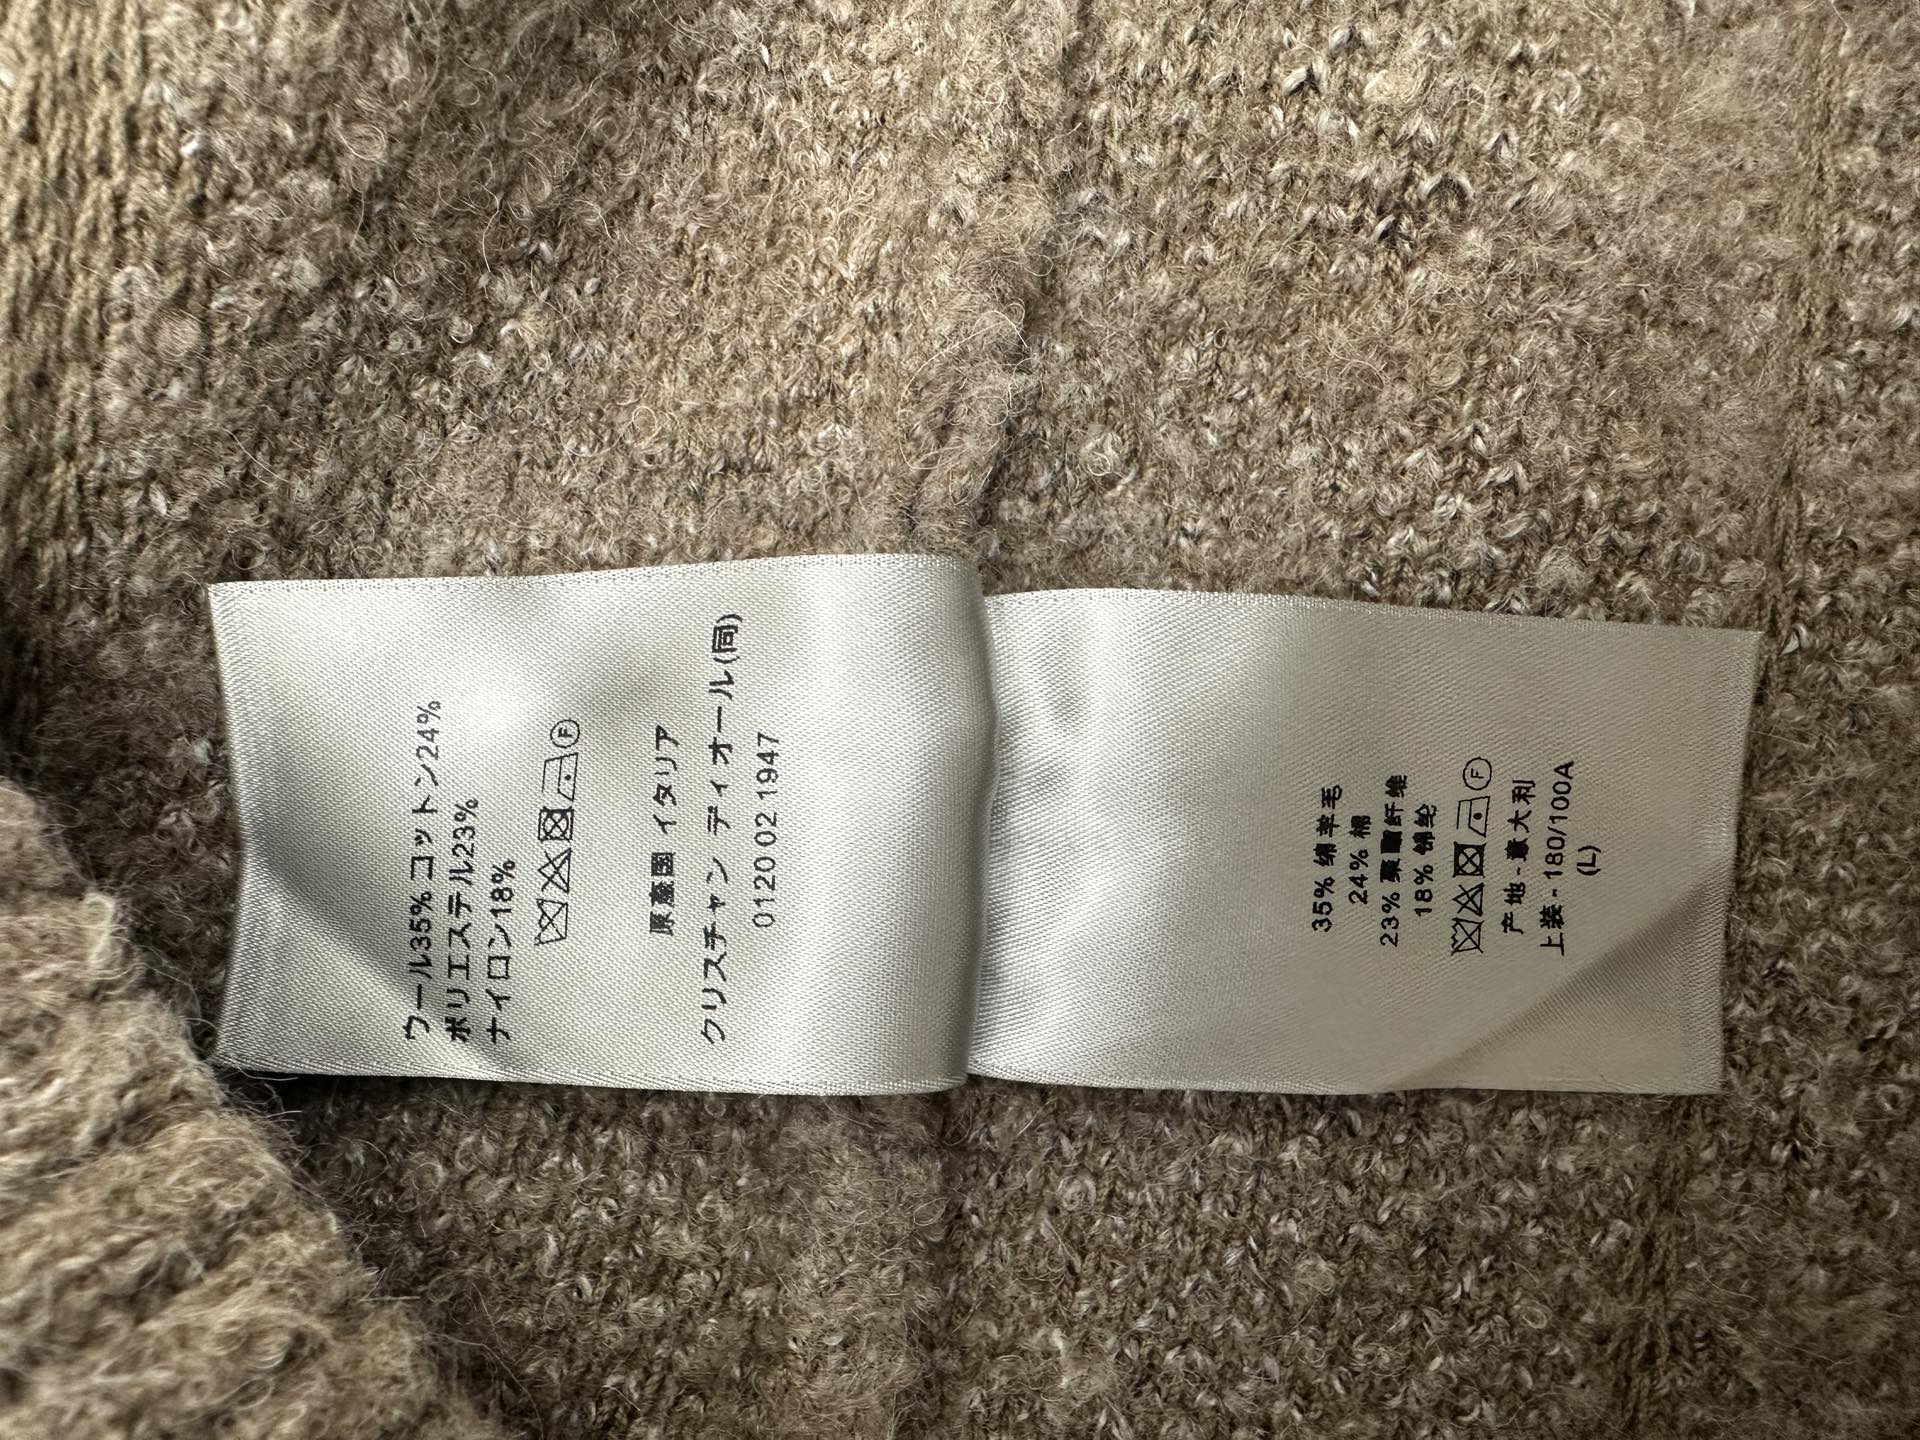 ウール35% コットン24%
ポリエステル23%
ナイロン18%
F
原産国 イタリア
クリスチャン ディオール(同)
0120 02 1947
35% 绵羊毛
24% 棉
23% 聚酯纤维
18% 锦纶
F
产地 - 意大利
上装 - 180/100A
(L)